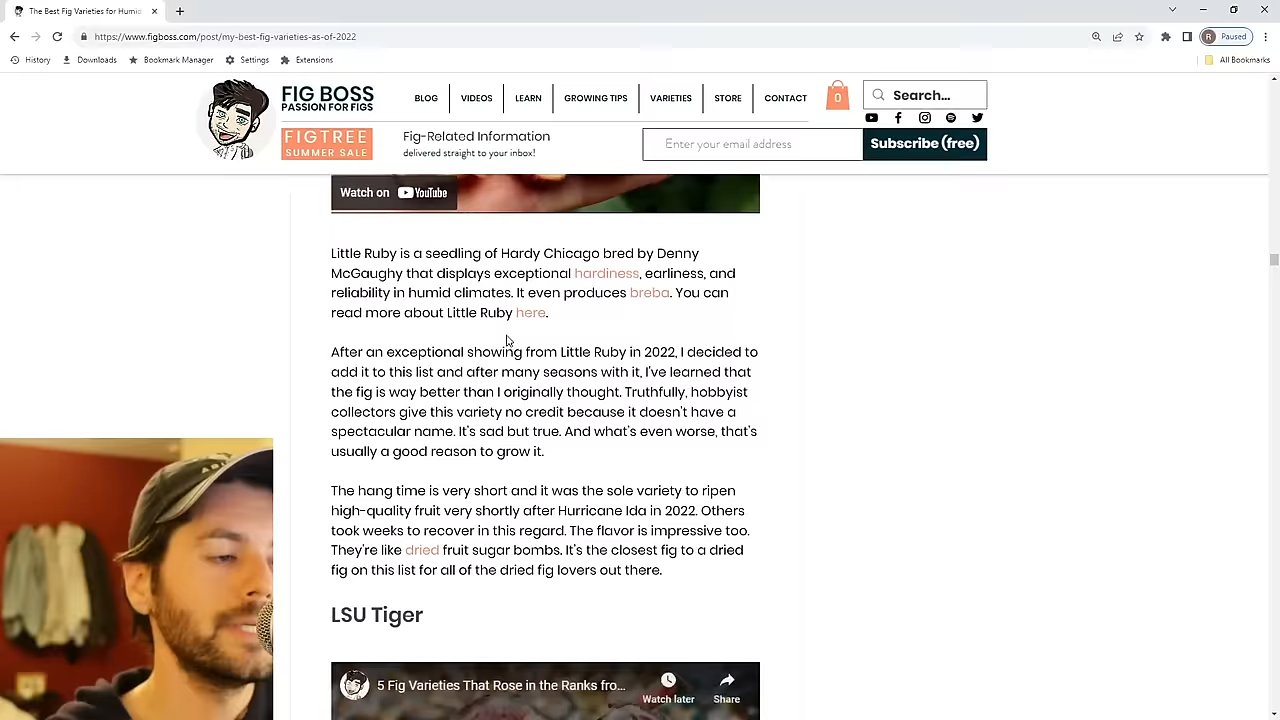 The Best Fig Varieties for Humid
https://www.figboss.com/post/my-best-fig-varieties-as-of-2022
R Paused
History Downloads Bookmark Manager Settings Extensions All Bookmarks
FIG BOSS
PASSION FOR FIGS
BLOG VIDEOS LEARN GROWING TIPS VARIETIES STORE CONTACT
0
Search...
FIGTREE
SUMMER SALE
Fig-Related Information
delivered straight to your inbox!
Enter your email address
Subscribe (free)
Watch on YouTube
Little Ruby is a seedling of Hardy Chicago bred by Denny
McGaughy that displays exceptional hardiness, earliness, and
reliability in humid climates. It even produces breba. You can
read more about Little Ruby here.
After an exceptional showing from Little Ruby in 2022, I decided to
add it to this list and after many seasons with it, I've learned that
the fig is way better than I originally thought. Truthfully, hobbyist
collectors give this variety no credit because it doesn't have a
spectacular name. It's sad but true. And what's even worse, that's
usually a good reason to grow it.
The hang time is very short and it was the sole variety to ripen
high-quality fruit very shortly after Hurricane Ida in 2022. Others
took weeks to recover in this regard. The flavor is impressive too.
They're like dried fruit sugar bombs. It's the closest fig to a dried
fig on this list for all of the dried fig lovers out there.
LSU Tiger
5 Fig Varieties That Rose in the Ranks fro...
Watch later
Share